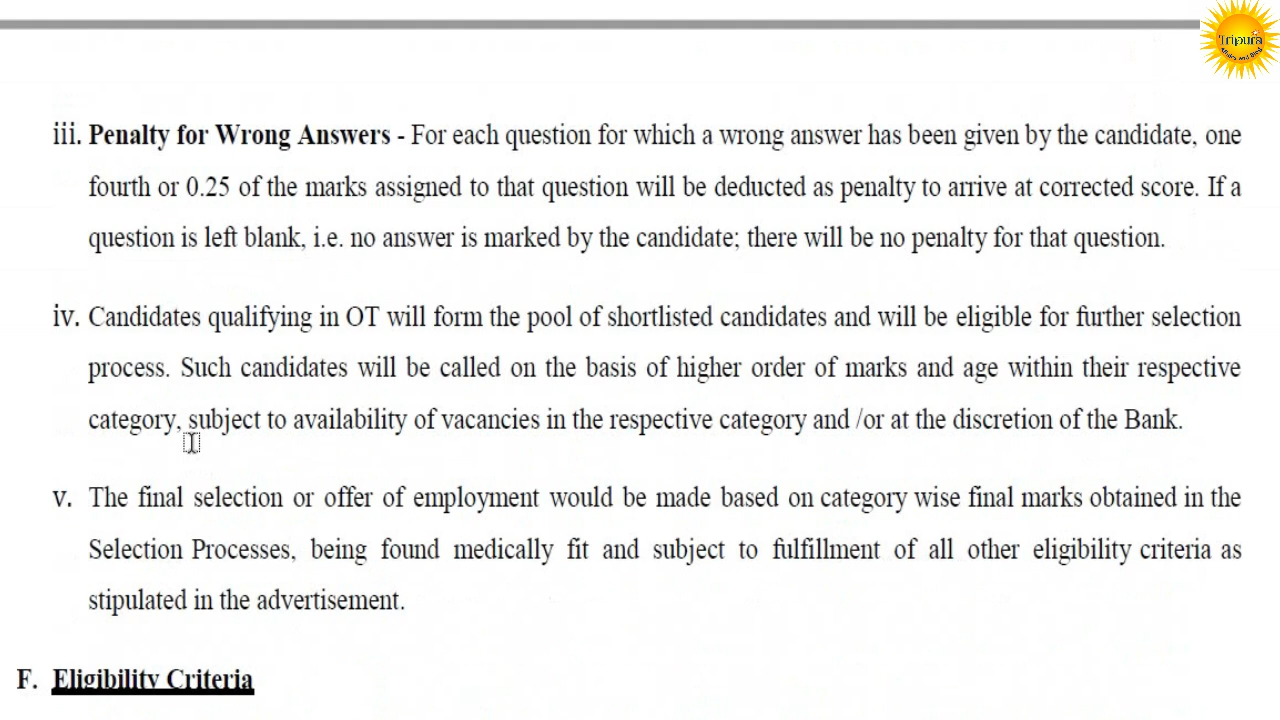 Tripura
iii. Penalty for Wrong Answers - For each question for which a wrong answer has been given by the candidate, one
fourth or 0.25 of the marks assigned to that question will be deducted as penalty to arrive at corrected score. If a
question is left blank, i.e. no answer is marked by the candidate; there will be no penalty for that question.
iv. Candidates qualifying in OT will form the pool of shortlisted candidates and will be eligible for further selection
process. Such candidates will be called on the basis of higher order of marks and age within their respective
category, subject to availability of vacancies in the respective category and /or at the discretion of the Bank.
v. The final selection or offer of employment would be made based on category wise final marks obtained in the
Selection Processes, being found medically fit and subject to fulfillment of all other eligibility criteria as
stipulated in the advertisement.
F. Eligibility Criteria